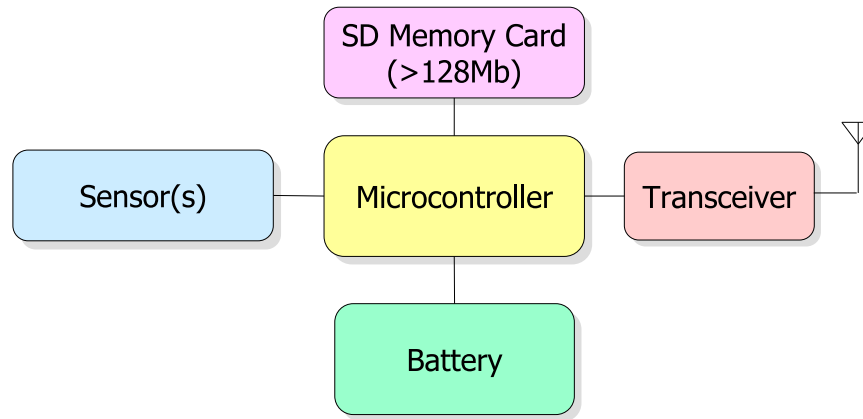 SD Memory Card
(>128Mb)
Sensor(s)
Microcontroller
Transceiver
Battery